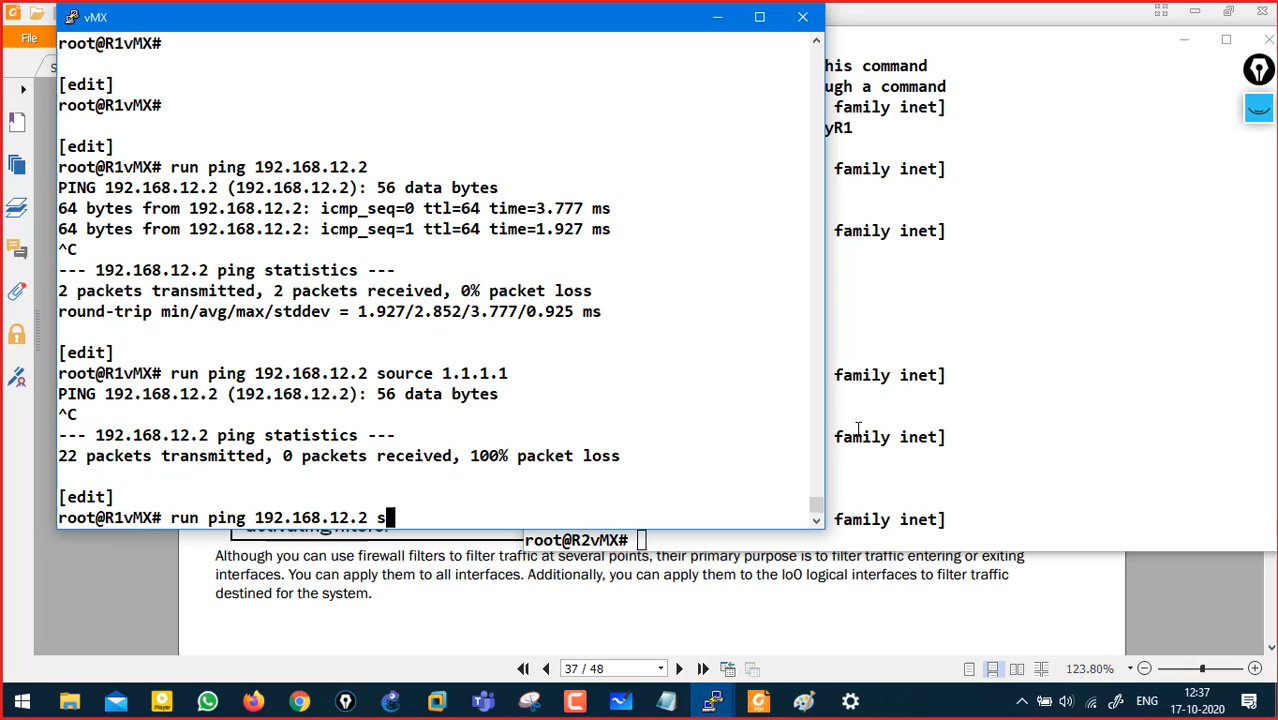 vMX
File
S
root@R1vMX#
[edit]
root@R1vMX#
[edit]
root@R1vMX# run ping 192.168.12.2
PING 192.168.12.2 (192.168.12.2): 56 data bytes
64 bytes from 192.168.12.2: icmp_seq=0 ttl=64 time=3.777 ms
64 bytes from 192.168.12.2: icmp_seq=1 ttl=64 time=1.927 ms
^C
--- 192.168.12.2 ping statistics ---
2 packets transmitted, 2 packets received, 0% packet loss
round-trip min/avg/max/stddev = 1.927/2.852/3.777/0.925 ms
[edit]
root@R1vMX# run ping 192.168.12.2 source 1.1.1.1
PING 192.168.12.2 (192.168.12.2): 56 data bytes
^C
--- 192.168.12.2 ping statistics ---
22 packets transmitted, 0 packets received, 100% packet loss
[edit]
root@R1vMX# run ping 192.168.12.2 s
his command
ugh a command
family inet]
yR1
family inet]
family inet]
family inet]
family inet]
family inet]
root@R2vMX#
Although you can use firewall filters to filter traffic at several points, their primary purpose is to filter traffic entering or exiting
interfaces. You can apply them to all interfaces. Additionally, you can apply them to the lo0 logical interfaces to filter traffic
destined for the system.
37 / 48
123.80%
Player
ENG
12:37
17-10-2020